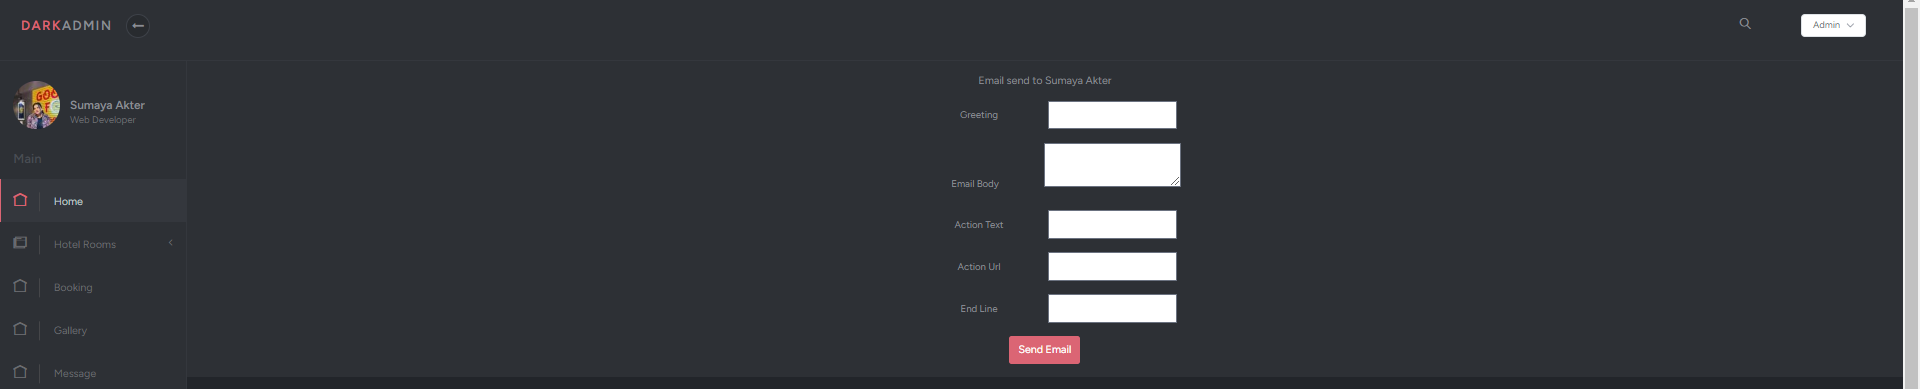 DARKADMIN
Admin
Sumaya Akter
Web Developer
Main
Home
Hotel Rooms
Booking
Gallery
Message
Email send to Sumaya Akter
Greeting
Email Body
Action Text
Action Url
End Line
Send Email